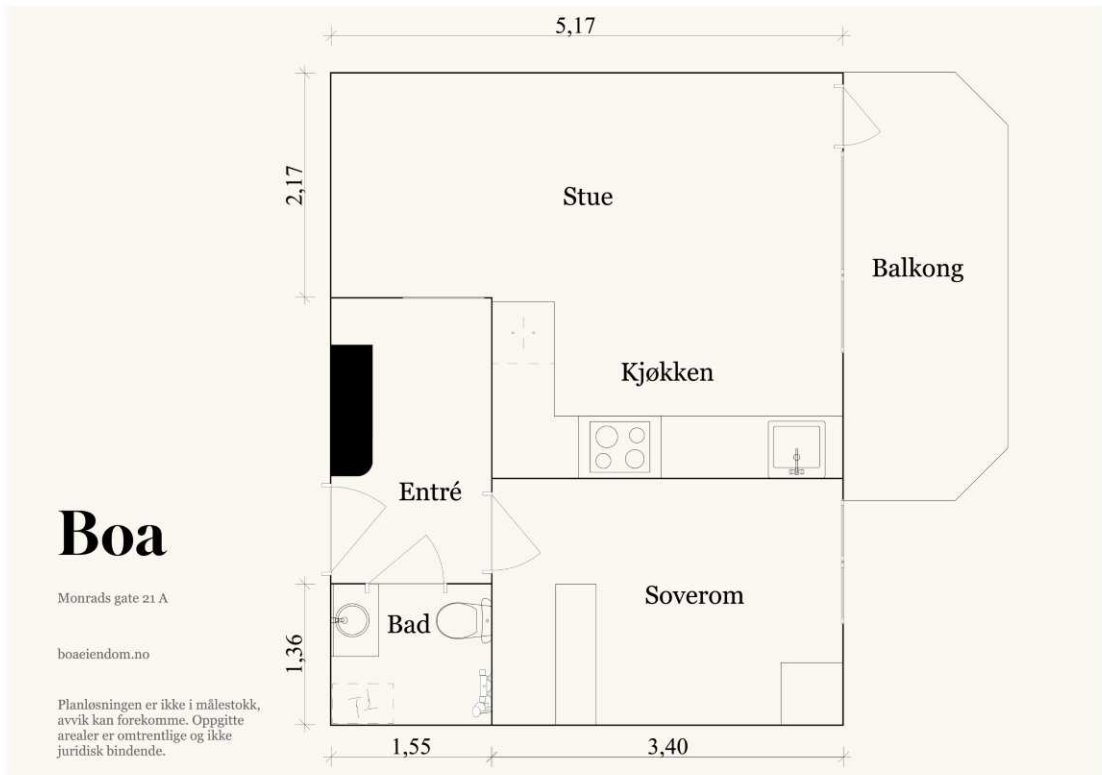 5,17
2,17
Stue
Balkong
Kjøkken
Entré
Boa
Monrads gate 21 A
Soverom
Bad
1,36
boaeiendom.no
Planløsningen er ikke i målestokk,
avvik kan forekomme. Oppgitte
arealer er omtrentlige og ikke
juridisk bindende.
1,55
3,40